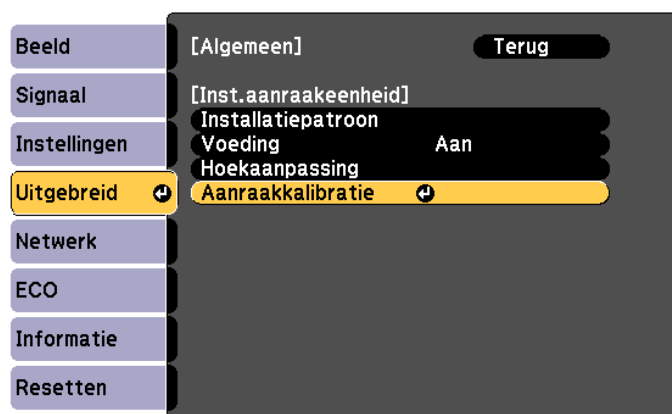 Beeld
Signaal
Instellingen
Uitgebreid
Netwerk
ECO
Informatie
Resetten
[Algemeen] Terug
[Inst.aanraakeenheid]
Installatiepatroon
Voeding Aan
Hoekaanpassing
Aanraakkalibratie